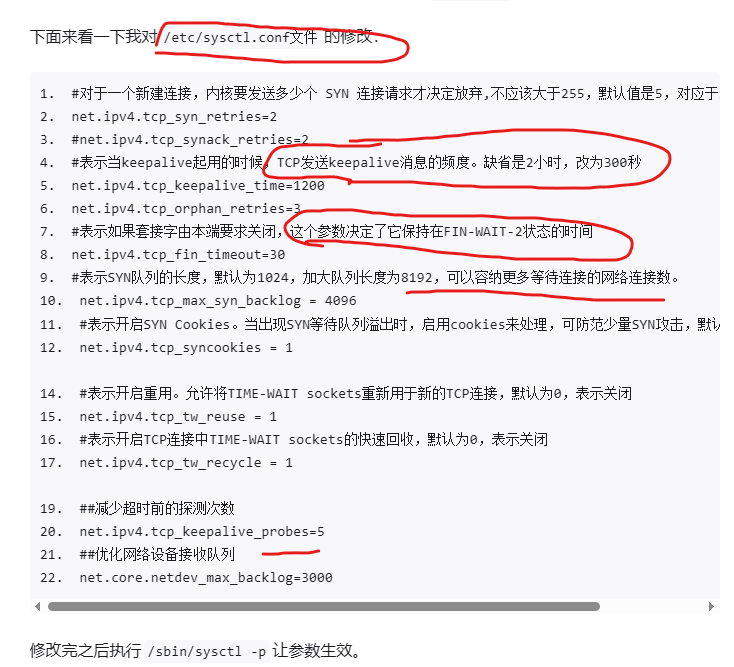 下面来看一下我对 /etc/sysctl.conf文件 的修改:
1. #对于一个新建连接，内核要发送多少个 SYN 连接请求才决定放弃,不应该大于255，默认值是5，对应于
2. net.ipv4.tcp_syn_retries=2
3. #net.ipv4.tcp_synack_retries=2
4. #表示当keepalive起用的时候，TCP发送keepalive消息的频度。缺省是2小时，改为300秒
5. net.ipv4.tcp_keepalive_time=1200
6. net.ipv4.tcp_orphan_retries=3
7. #表示如果套接字由本端要求关闭，这个参数决定了它保持在FIN-WAIT-2状态的时间
8. net.ipv4.tcp_fin_timeout=30
9. #表示SYN队列的长度，默认为1024，加大队列长度为8192，可以容纳更多等待连接的网络连接数。
10. net.ipv4.tcp_max_syn_backlog = 4096
11. #表示开启SYN Cookies。当出现SYN等待队列溢出时，启用cookies来处理，可防范少量SYN攻击，默认
12. net.ipv4.tcp_syncookies = 1
14. #表示开启重用。允许将TIME-WAIT sockets重新用于新的TCP连接，默认为0，表示关闭
15. net.ipv4.tcp_tw_reuse = 1
16. #表示开启TCP连接中TIME-WAIT sockets的快速回收，默认为0，表示关闭
17. net.ipv4.tcp_tw_recycle = 1
19. ##减少超时前的探测次数
20. net.ipv4.tcp_keepalive_probes=5
21. ##优化网络设备接收队列
22. net.core.netdev_max_backlog=3000
修改完之后执行 /sbin/sysctl -p 让参数生效。